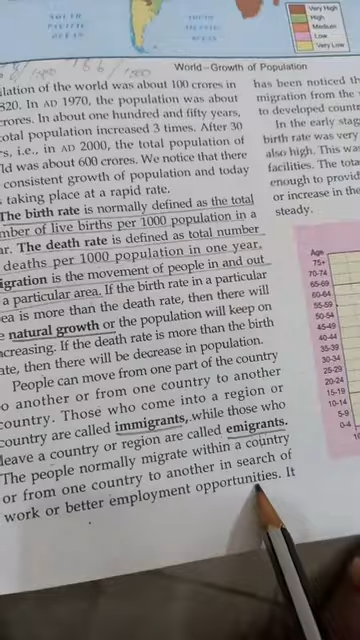 SOUTH
PACIFIC
OCEAN
SOUTH
OCEAN
Very High
High
Medium
Low
Very Low
World–Growth of Population
ulation of the world was about 100 crores in
820. In AD 1970, the population was about
crores. In about one hundred and fifty years,
otal population increased 3 times. After 30
s, i.e., in AD 2000, the total population of
ld was about 600 crores. We notice that there
consistent growth of population and today
taking place at a rapid rate.
The birth rate is normally defined as the total
mber of live births per 1000 population in a
ar. The death rate is defined as total number
deaths per 1000 population in one year.
igration is the movement of people in and out
a particular area. If the birth rate in a particular
ea is more than the death rate, then there will
e natural growth or the population will keep on
ncreasing. If the death rate is more than the birth
ate, then there will be decrease in population.
People can move from one part of the country
o another or from one country to another
country. Those who come into a region or
country are called immigrants, while those who
leave a country or region are called emigrants.
The people normally migrate within a country
or from one country to another in search of
work or better employment opportunities. It
has been noticed th
migration from the
to developed countr
In the early stag
birth rate was very
also high. This wa
facilities. The tota
enough to provid
or increase in the
steady.
Age
75+
70-74
65-69
60-64
55-59
50-54
45-49
40-44
35-39
30-34
25-29
20-24
15-19
10-14
5-9
0-4